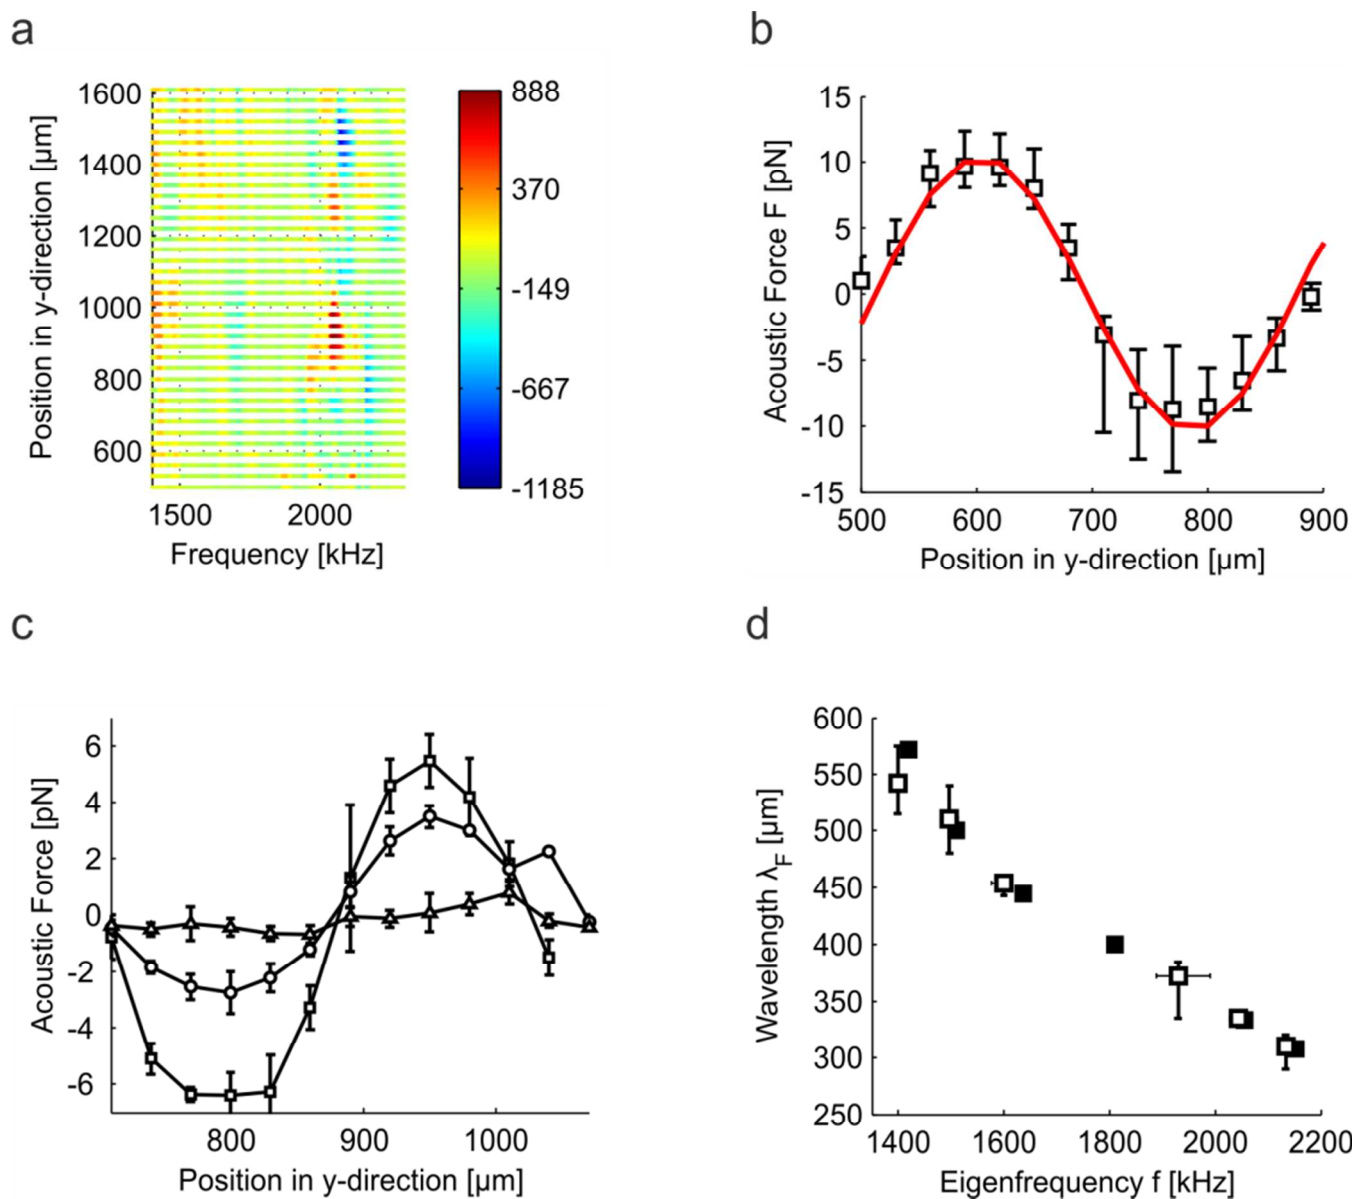 a
1600
1400
1200
1000
800
600
Position in y-direction [µm]
1500 2000
Frequency [kHz]
888
370
-149
-667
-1185
b
15
10
5
0
-5
-10
-15
Acoustic Force F [pN]
500 600 700 800 900
Position in y-direction [µm]
c
6
4
2
0
-2
-4
-6
Acoustic Force [pN]
800 900 1000
Position in y-direction [µm]
d
600
550
500
450
400
350
300
250
Wavelength λF [µm]
1400 1600 1800 2000 2200
Eigenfrequency f [kHz]